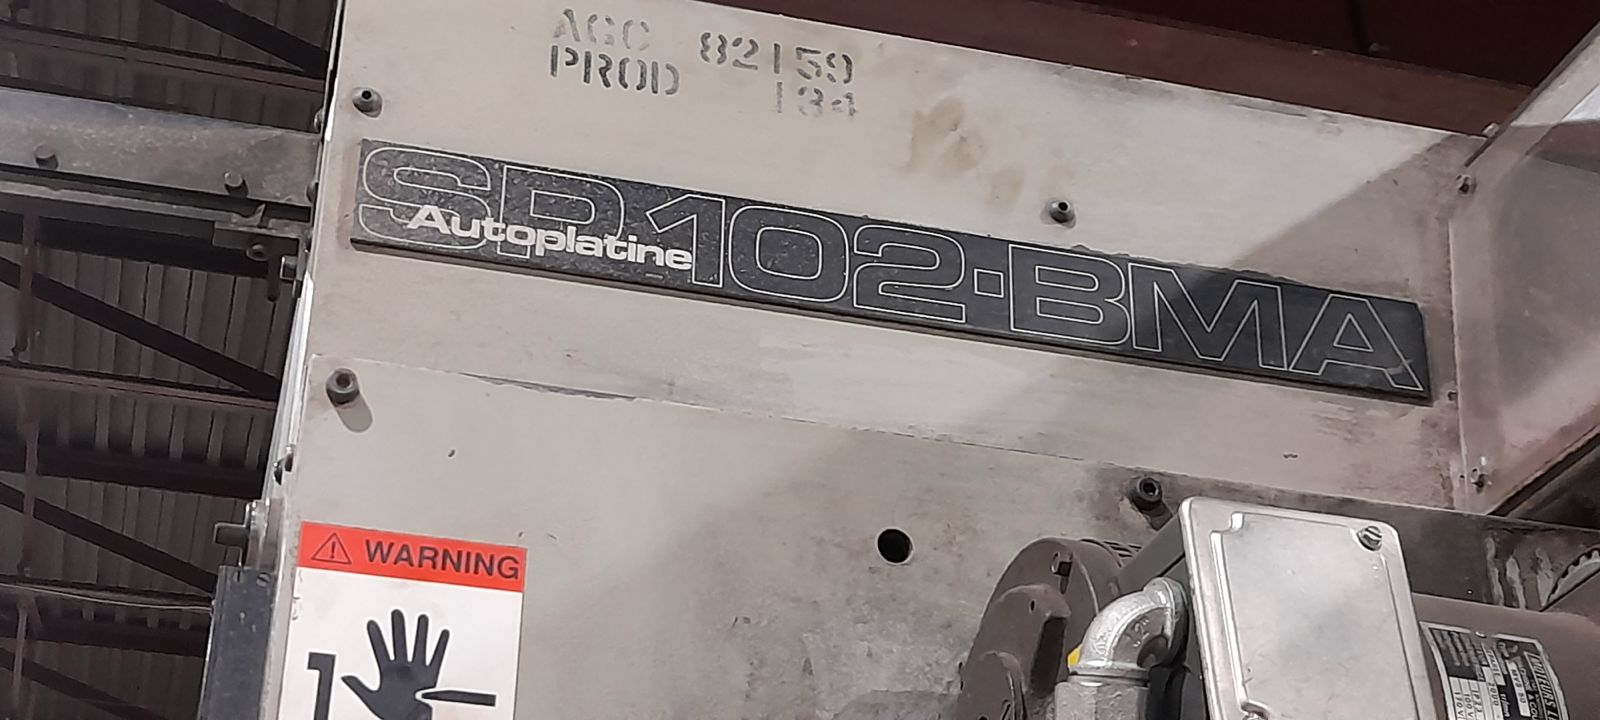 AGC 82159
PROD 134
SP 102-BMA
Autoplatine
WARNING